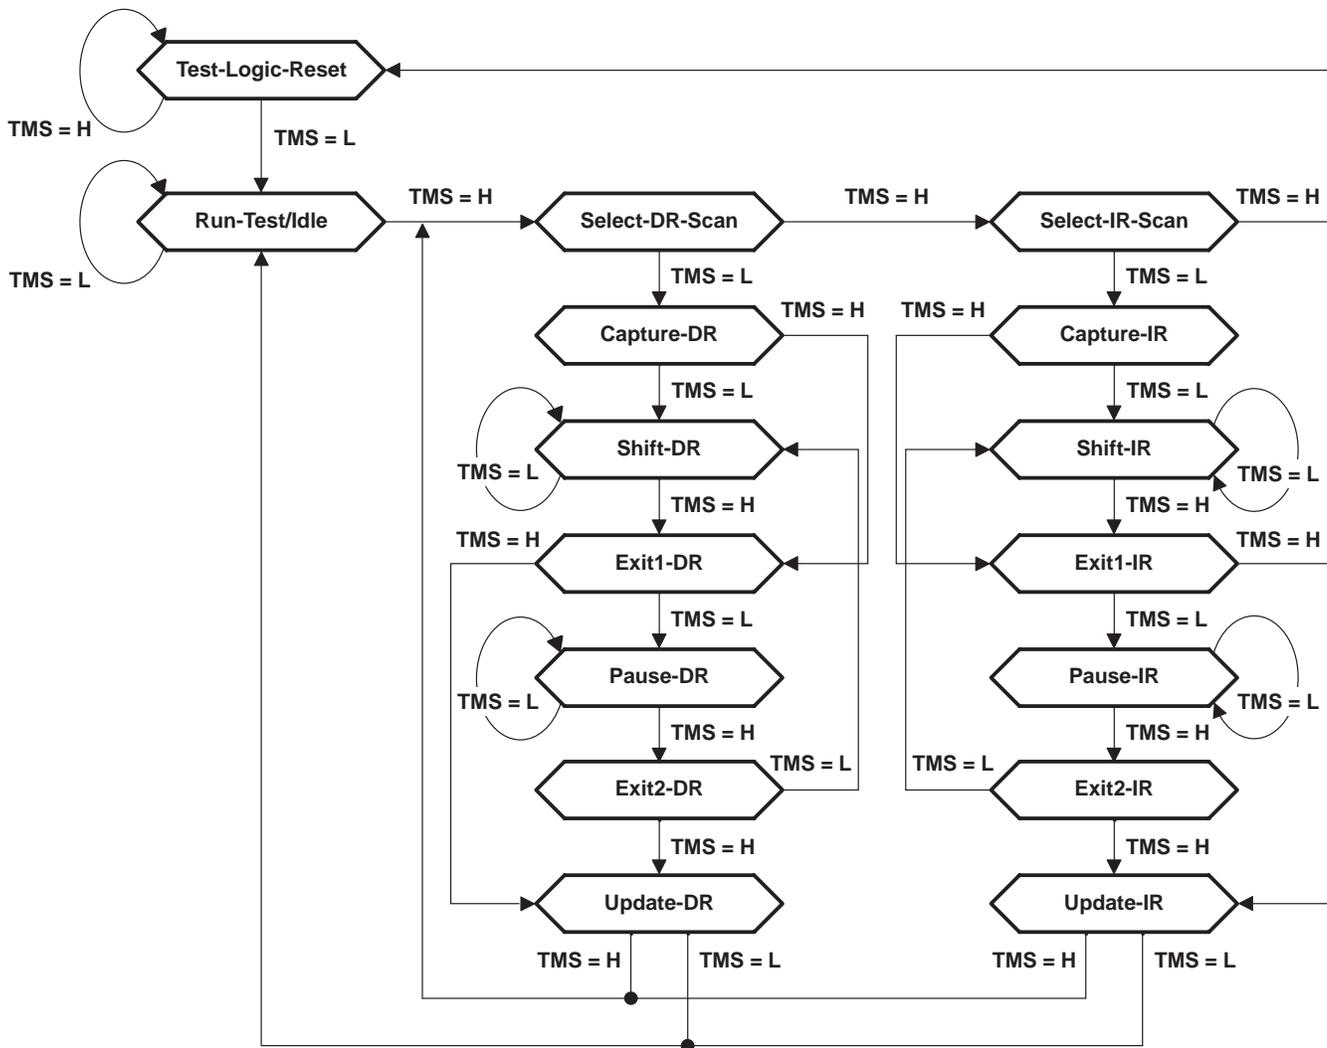 Test-Logic-Reset
TMS = H
TMS = L
TMS = H
TMS = H
TMS = H
Run-Test/Idle
Select-DR-Scan
Select-IR-Scan
TMS = L
TMS = L
TMS = L
TMS = H
TMS = H
Capture-DR
Capture-IR
TMS = L
TMS = L
Shift-DR
Shift-IR
TMS = L
TMS = L
TMS = H
TMS = H
TMS = H
TMS = H
Exit1-DR
Exit1-IR
TMS = L
TMS = L
Pause-DR
Pause-IR
TMS = L
TMS = L
TMS = H
TMS = H
TMS = L
TMS = L
Exit2-DR
Exit2-IR
TMS = H
TMS = H
Update-DR
Update-IR
TMS = H
TMS = L
TMS = H
TMS = L